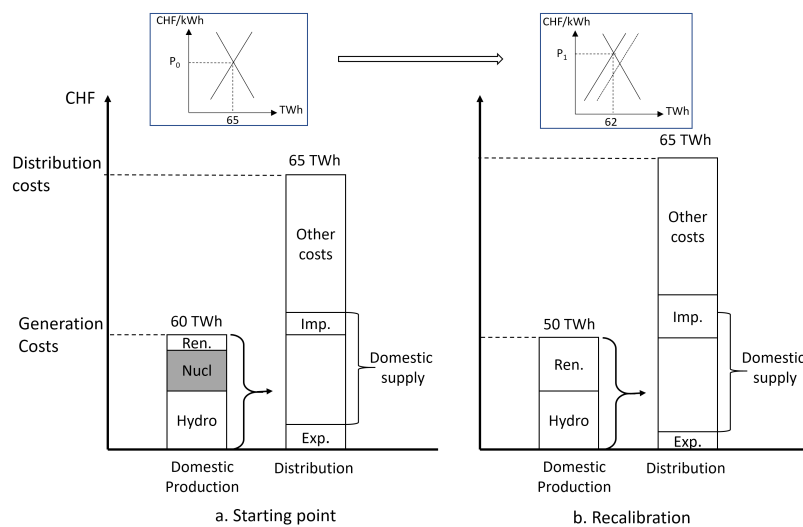 CHF/kWh
P0
TWh
65
CHF/kWh
P1
TWh
62
CHF
65 TWh
65 TWh
Distribution
costs
Other
costs
Other
costs
Generation
Costs
60 TWh
Ren.
Nucl
Hydro
Imp.
Exp.
Domestic
supply
50 TWh
Ren.
Hydro
Imp.
Exp.
Domestic
supply
Domestic
Production
Distribution
Domestic
Production
Distribution
a. Starting point
b. Recalibration